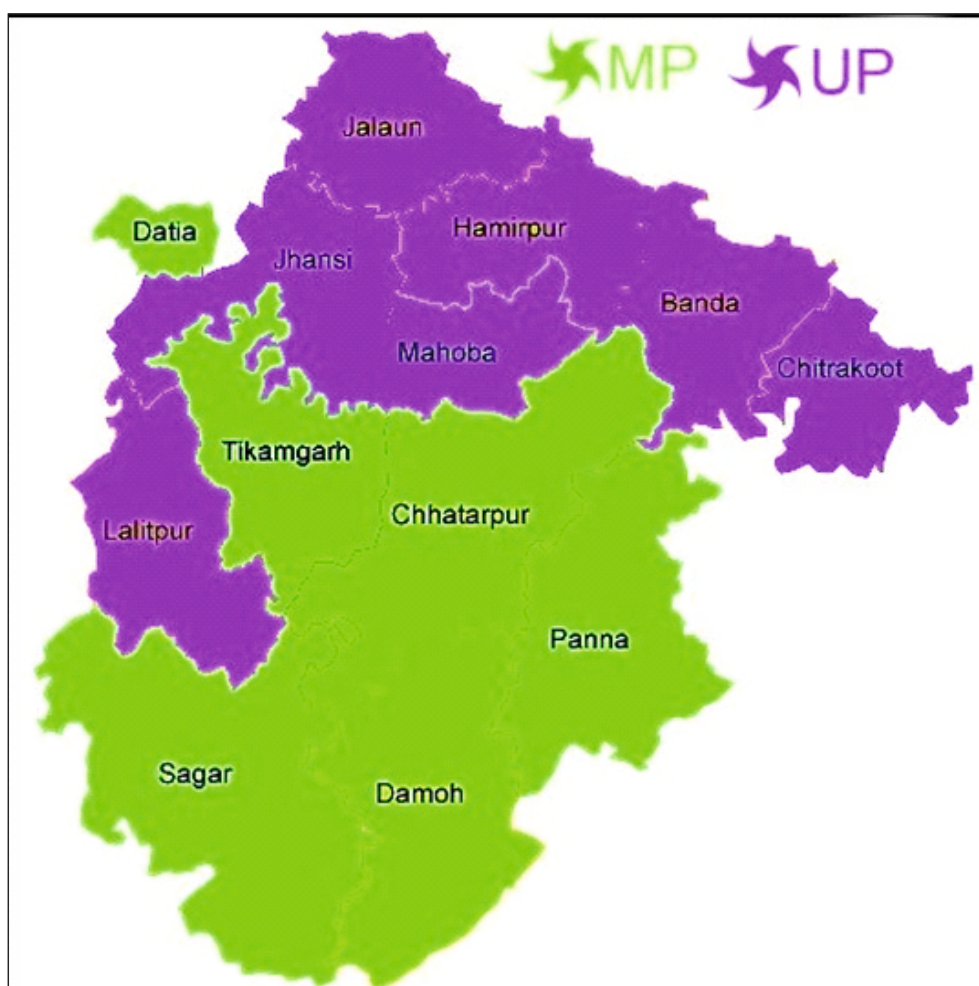 MP UP
Jalaun
Hamirpur
Datia
Jhansi
Banda
Mahoba
Chitrakoot
Tikamgarh
Chhatarpur
Lalitpur
Panna
Sagar
Damoh